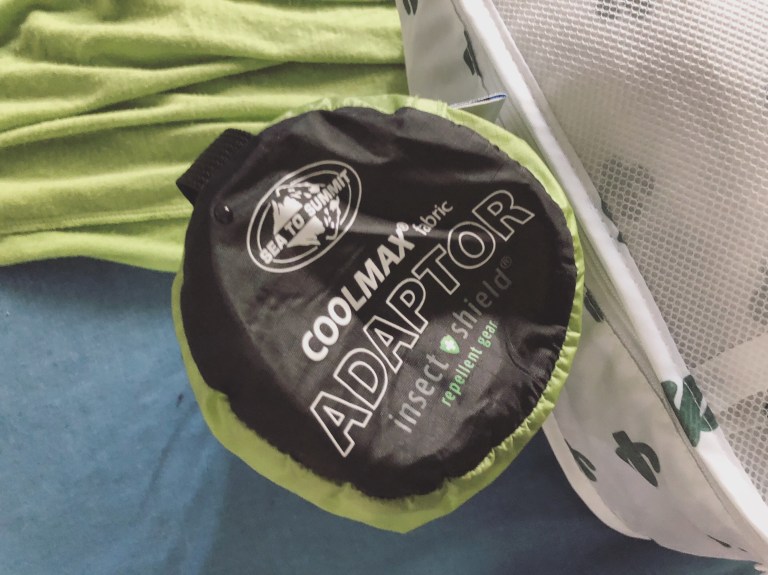 SEA TO SUMMIT
COOLMAX® fabric
ADAPTOR
insect shield®
repellent gear